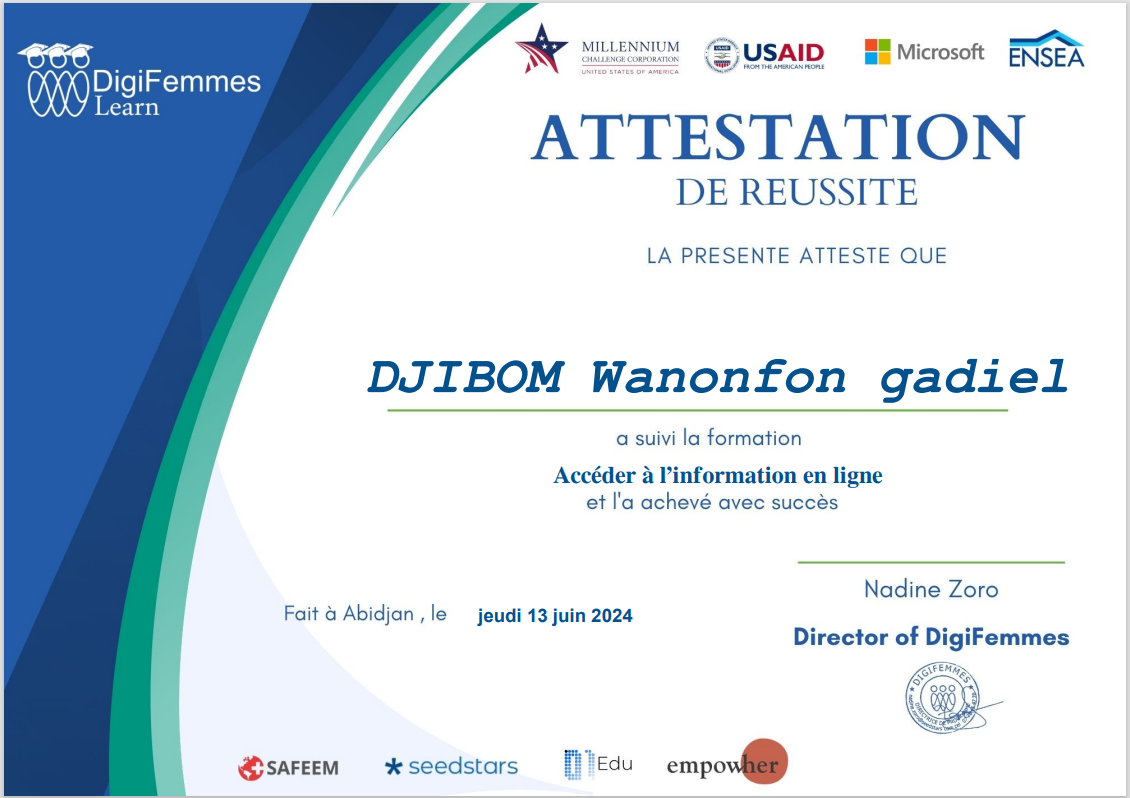 DigiFemmes
Learn
MILLENNIUM
CHALLENGE CORPORATION
UNITED STATES OF AMERICA
USAID
FROM THE AMERICAN PEOPLE
Microsoft
ENSEA
ATTESTATION
DE REUSSITE
LA PRESENTE ATTESTE QUE
DJIBOM Wanonfon gadiel
a suivi la formation
Accéder à l’information en ligne
et l'a achevé avec succès
Nadine Zoro
Fait à Abidjan , le jeudi 13 juin 2024
Director of DigiFemmes
DIGIFEMMES
SAFEEM
seedstars
01 Edu
empowher